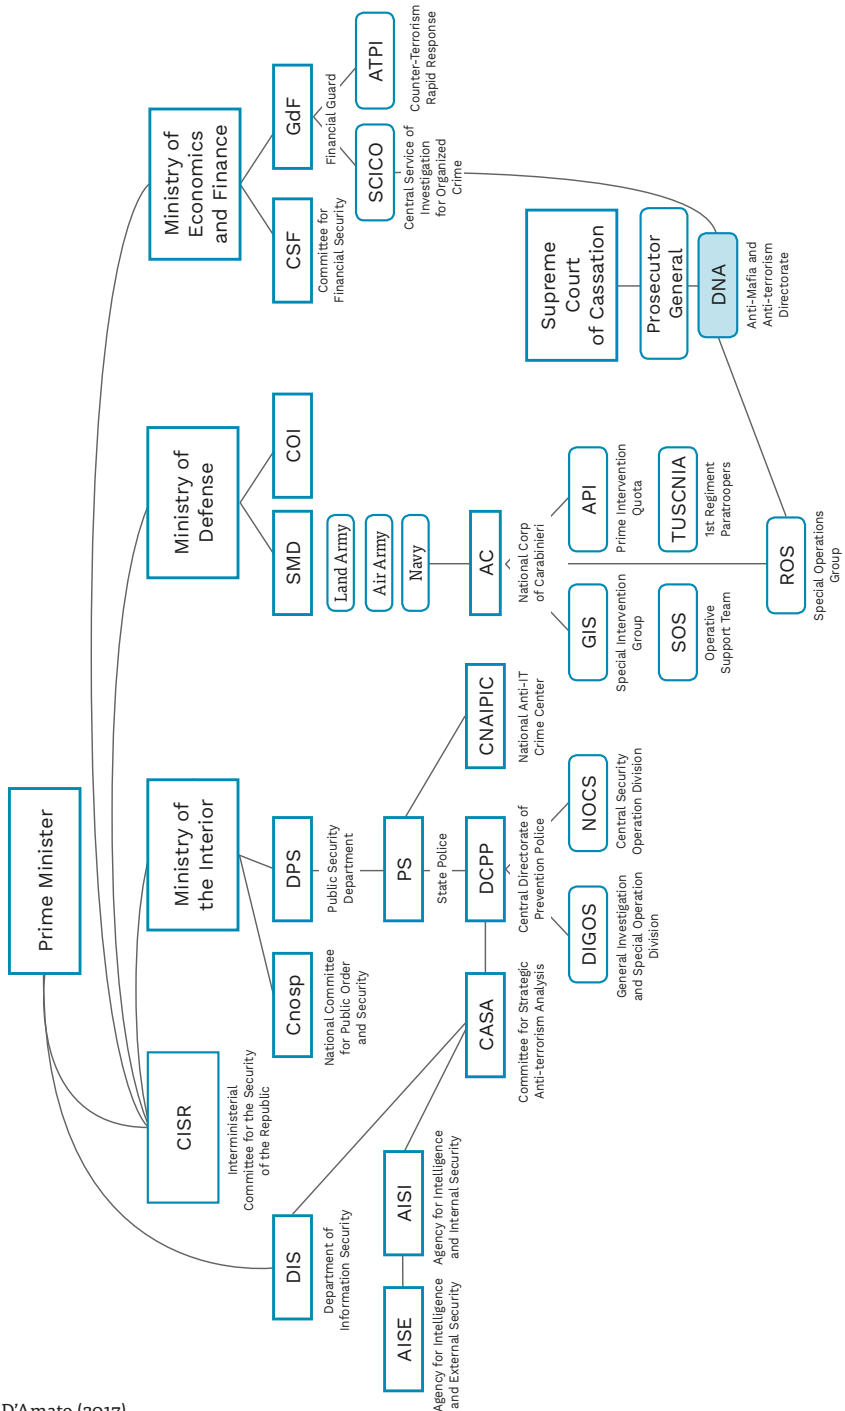 Prime Minister
CISR
Interministerial
Committee for the Security
of the Republic
Ministry of
the Interior
Ministry of
Defense
Ministry of
Economics
and Finance
DIS
Department of
Information Security
Cnosp
National Committee
for Public Order
and Security
DPS
Public Security
Department
SMD
COI
CSF
Committee for
Financial Security
GdF
Financial Guard
Land Army
Air Army
Navy
SCICO
Central Service of
Investigation
for Organized
Crime
ATPI
Counter-Terrorism
Rapid Response
AISE
Agency for Intelligence
and External Security
AISI
Agency for Intelligence
and Internal Security
PS
State Police
CASA
Committee for Strategic
Anti-terrorism Analysis
DCPP
Central Directorate of
Prevention Police
CNAIPIC
National Anti-IT
Crime Center
AC
National Corp
of Carabinieri
Supreme
Court
of Cassation
Prosecutor
General
DNA
Anti-Mafia and
Anti-terrorism
Directorate
DIGOS
General Investigation
and Special Operation
Division
NOCS
Central Security
Operation Division
GIS
Special Intervention
Group
API
Prime Intervention
Quota
SOS
Operative
Support Team
TUSCNIA
1st Regiment
Paratroopers
ROS
Special Operations
Group
D'Amato (2017)